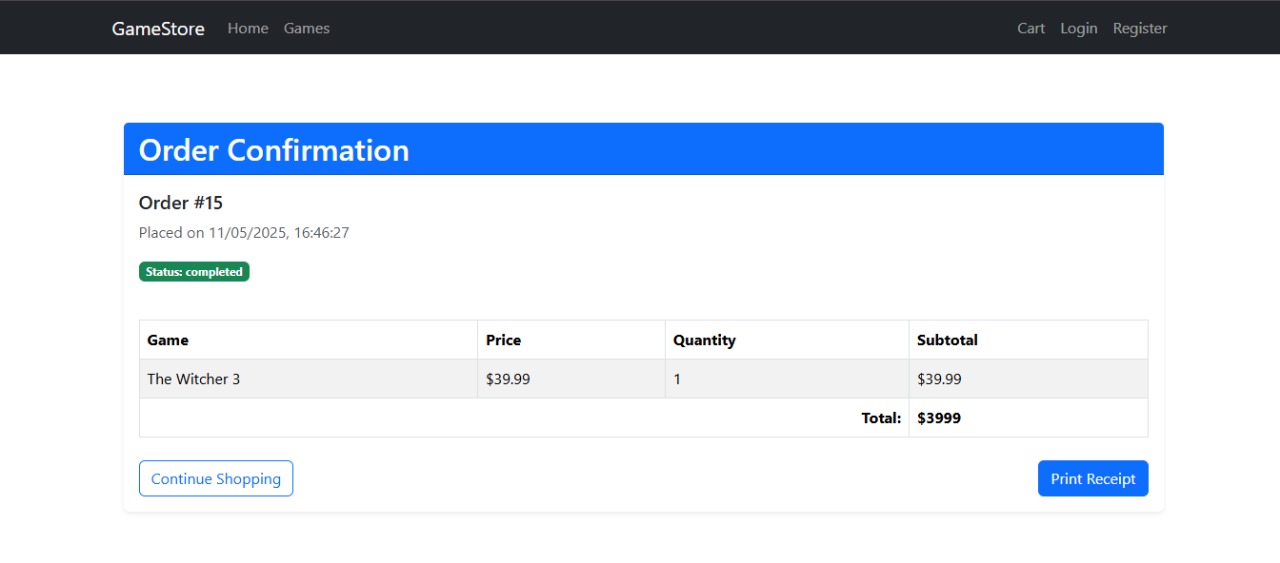 GameStore Home Games Cart Login Register
Order Confirmation
Order #15
Placed on 11/05/2025, 16:46:27
Status: completed
Game Price Quantity Subtotal
The Witcher 3 $39.99 1 $39.99
Total: $3999
Continue Shopping Print Receipt